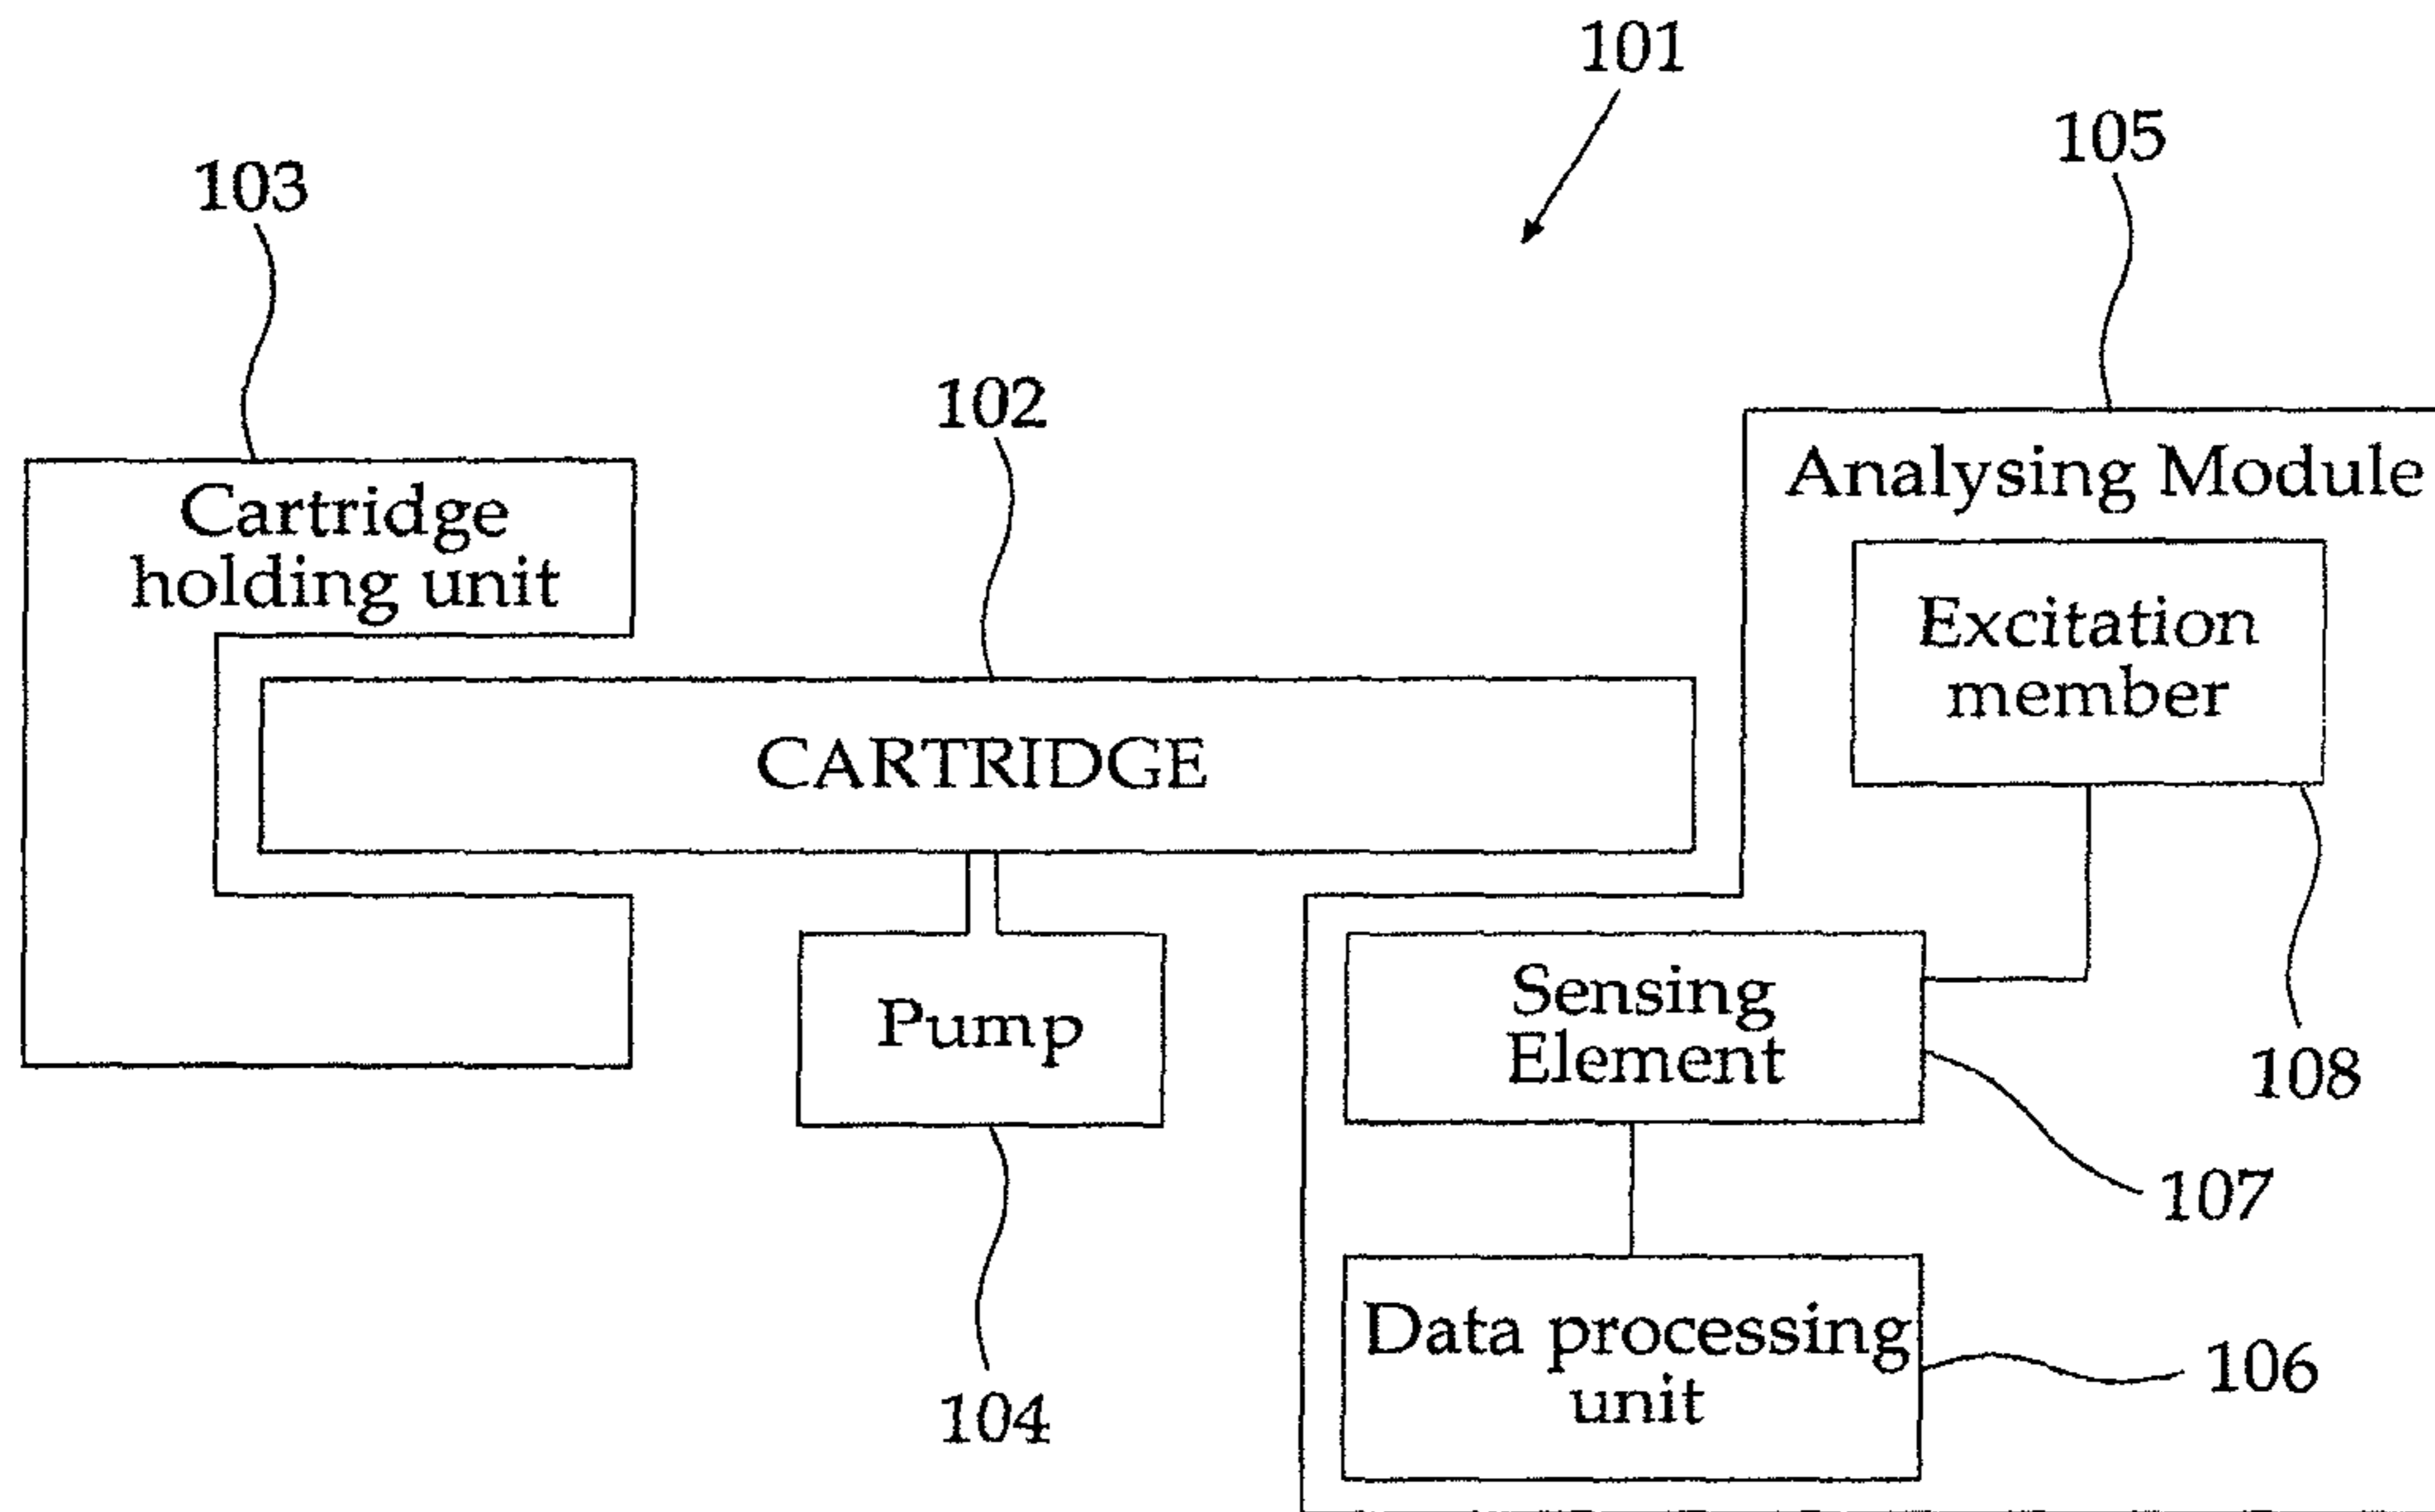 101
105
103
102
Analysing Module
Cartridge
holding unit
Excitation
member
CARTRIDGE
Sensing
Element
Pump
108
107
Data processing
unit
106
104